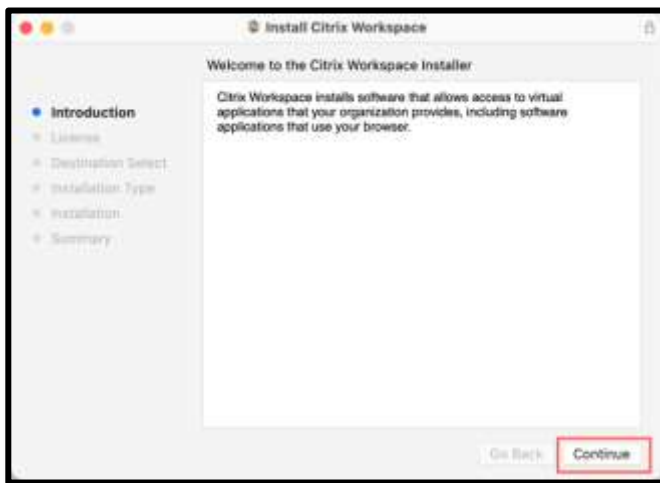 Install Citrix Workspace
Welcome to the Citrix Workspace Installer
Introduction
License
Destination Select
Installation Type
Installation
Summary
Citrix Workspace installs software that allows access to virtual
applications that your organization provides, including software
applications that use your browser.
Go Back
Continue